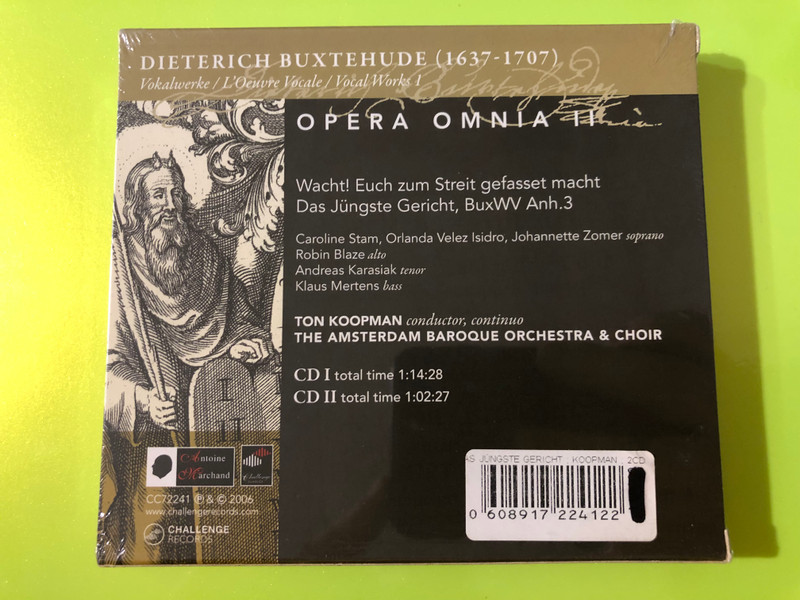 DIETERICH BUXTEHUDE (1637-1707)
Vokalwerke / L'Oeuvre Vocale / Vocal Works 1
OPERA OMNIA II
Wacht! Euch zum Streit gefasset macht
Das Jüngste Gericht, BuxWV Anh.3
Caroline Stam, Orlanda Velez Isidro, Johannette Zomer soprano
Robin Blaze alto
Andreas Karasiak tenor
Klaus Mertens bass
TON KOOPMAN conductor, continuo
THE AMSTERDAM BAROQUE ORCHESTRA & CHOIR
CD I total time 1:14:28
CD II total time 1:02:27
I
II
Antoine
Marchand
CC72241 ℗ & © 2006
www.challengerecords.com
CHALLENGE
RECORDS
AS JÜNGSTE GERICHT KOOPMAN 2CD
0 608917 224122